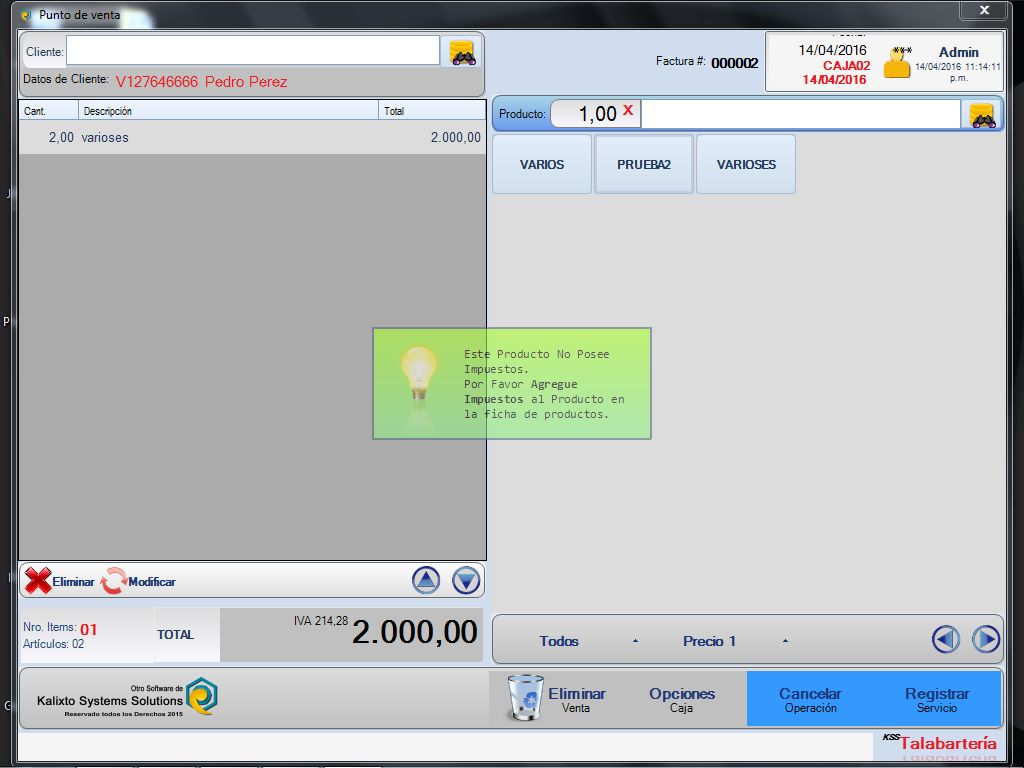 Punto de venta
X
Cliente:
Datos de Cliente: V127646666 Pedro Perez
Factura #: 000002
14/04/2016
CAJA02
14/04/2016
***
Admin
14/04/2016 11:14:11
p.m.
Cant. Descripción Total
2,00 varioses 2.000,00
Producto: 1,00 X
VARIOS PRUEBA2 VARIOSES
Este Producto No Posee
Impuestos.
Por Favor Agregue
Impuestos al Producto en
la ficha de productos.
Eliminar Modificar
Nro. Items: 01
Artículos: 02
TOTAL
IVA 214,28 2.000,00
Todos Precio 1
Otro Software de
Kalixto Systems Solutions
Reservado todos los Derechos 2015
Eliminar
Venta
Opciones
Caja
Cancelar
Operación
Registrar
Servicio
KSS Talabartería